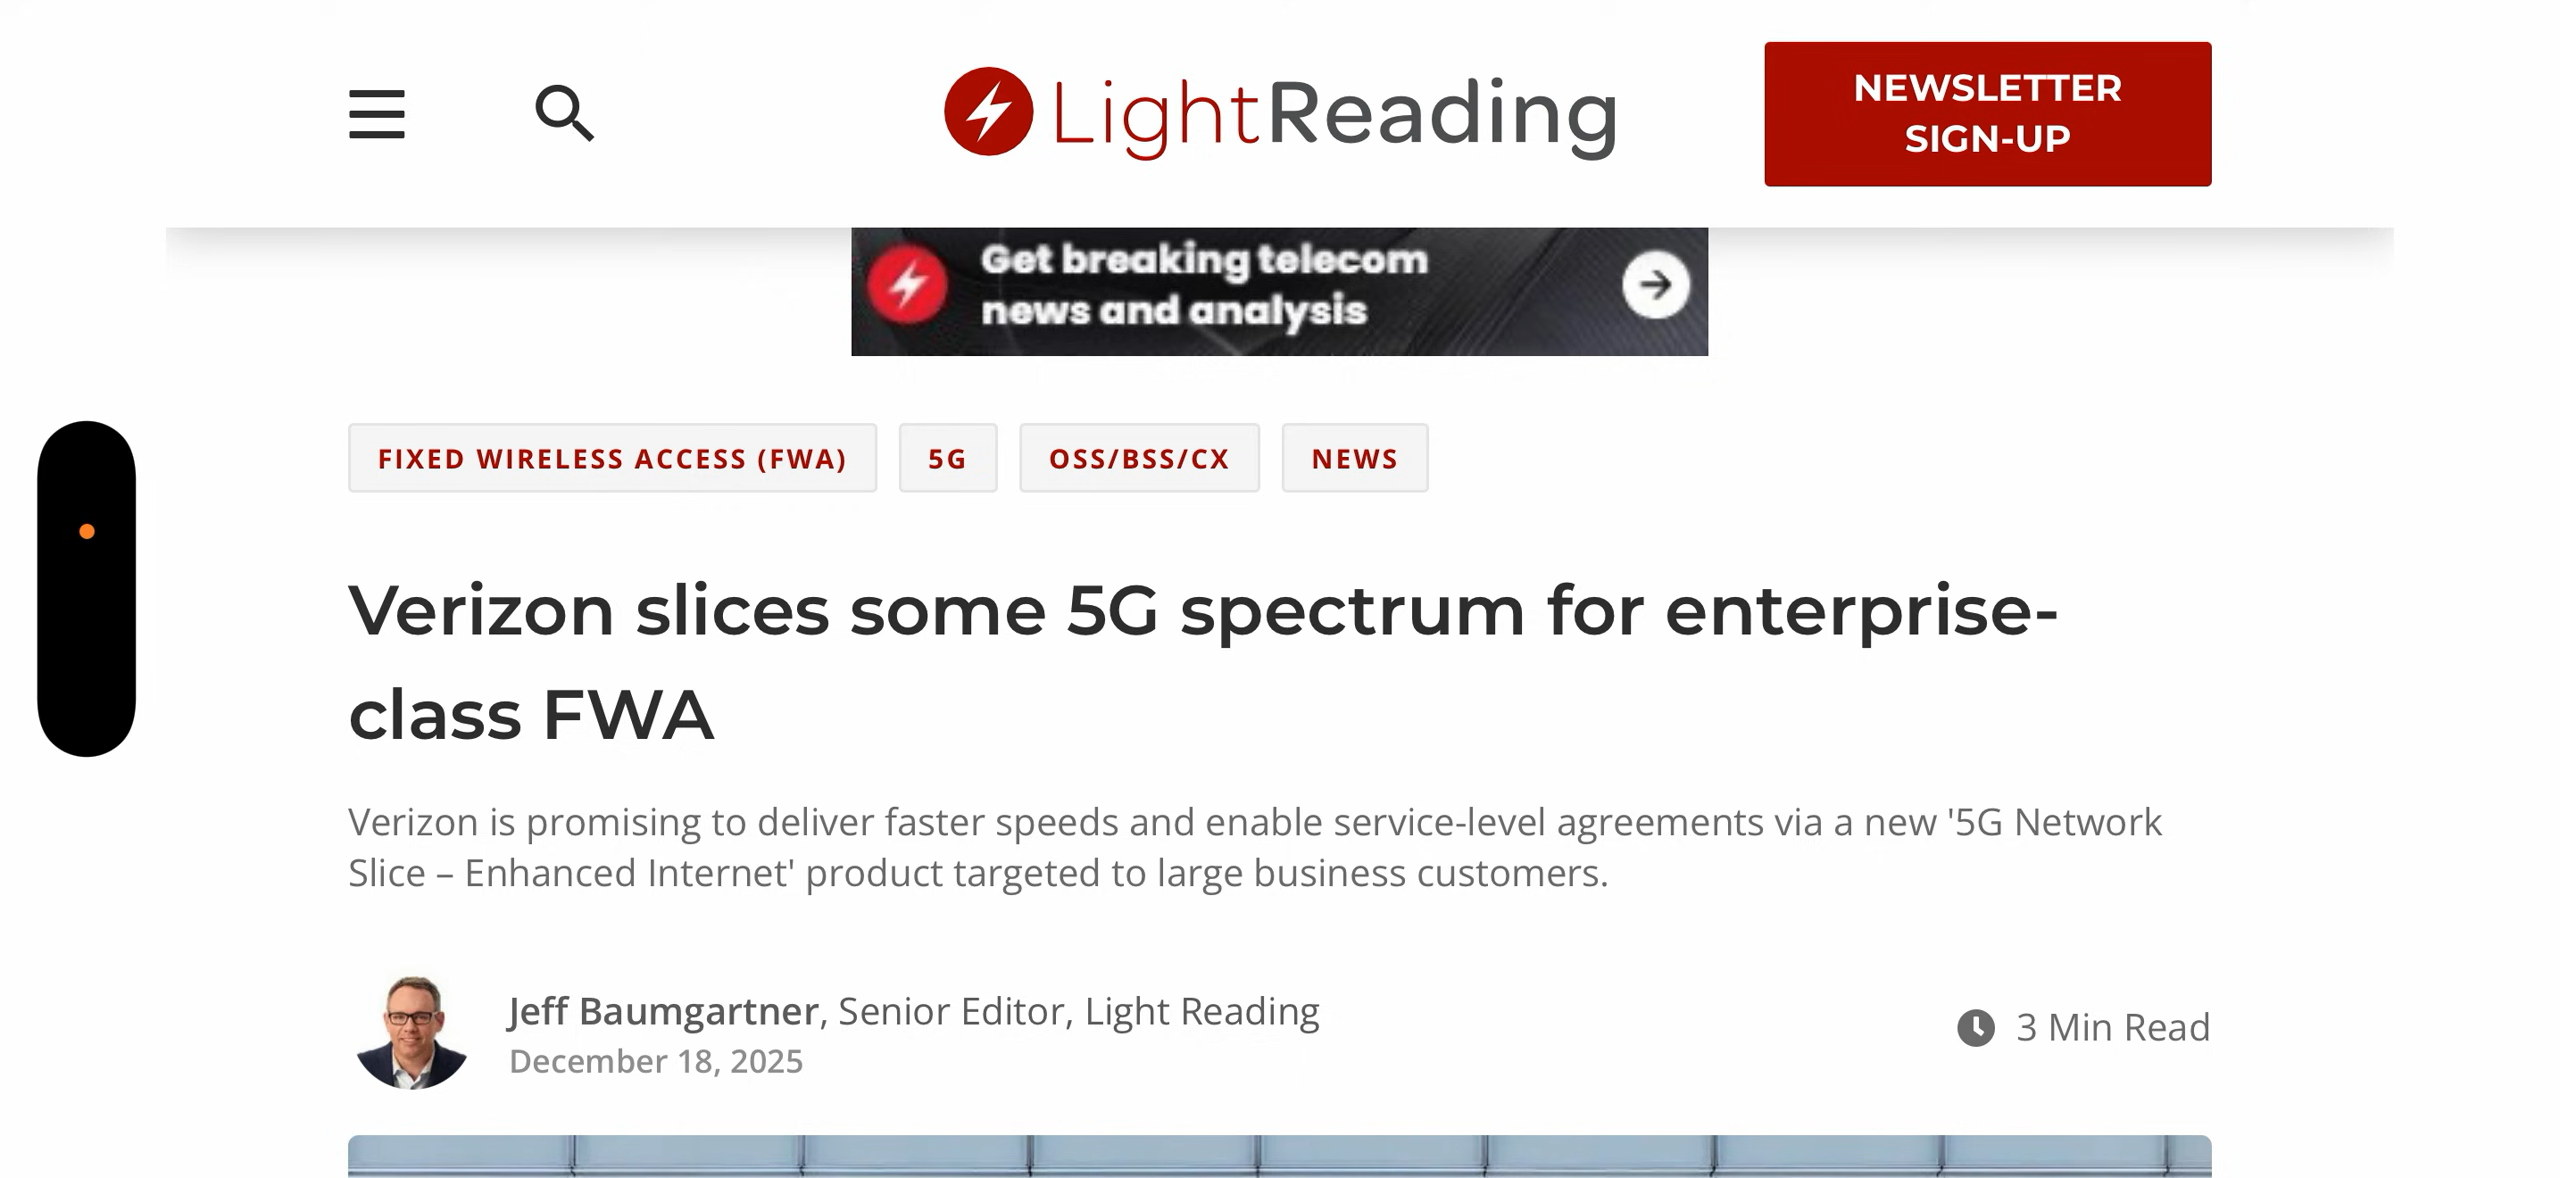 LightReading
NEWSLETTER
SIGN-UP
Get breaking telecom
news and analysis
FIXED WIRELESS ACCESS (FWA)
5G
OSS/BSS/CX
NEWS
Verizon slices some 5G spectrum for enterprise-
class FWA
Verizon is promising to deliver faster speeds and enable service-level agreements via a new '5G Network
Slice – Enhanced Internet' product targeted to large business customers.
Jeff Baumgartner, Senior Editor, Light Reading
December 18, 2025
3 Min Read